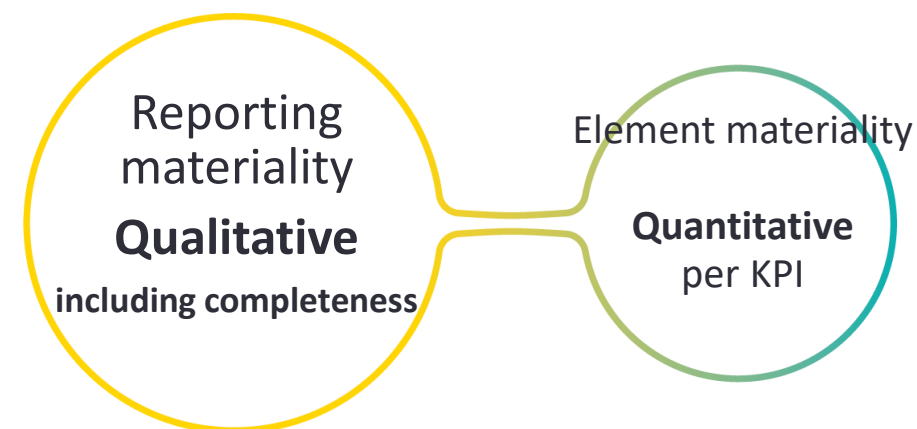 Reporting
materiality
Qualitative
including completeness
Element materiality
Quantitative
per KPI